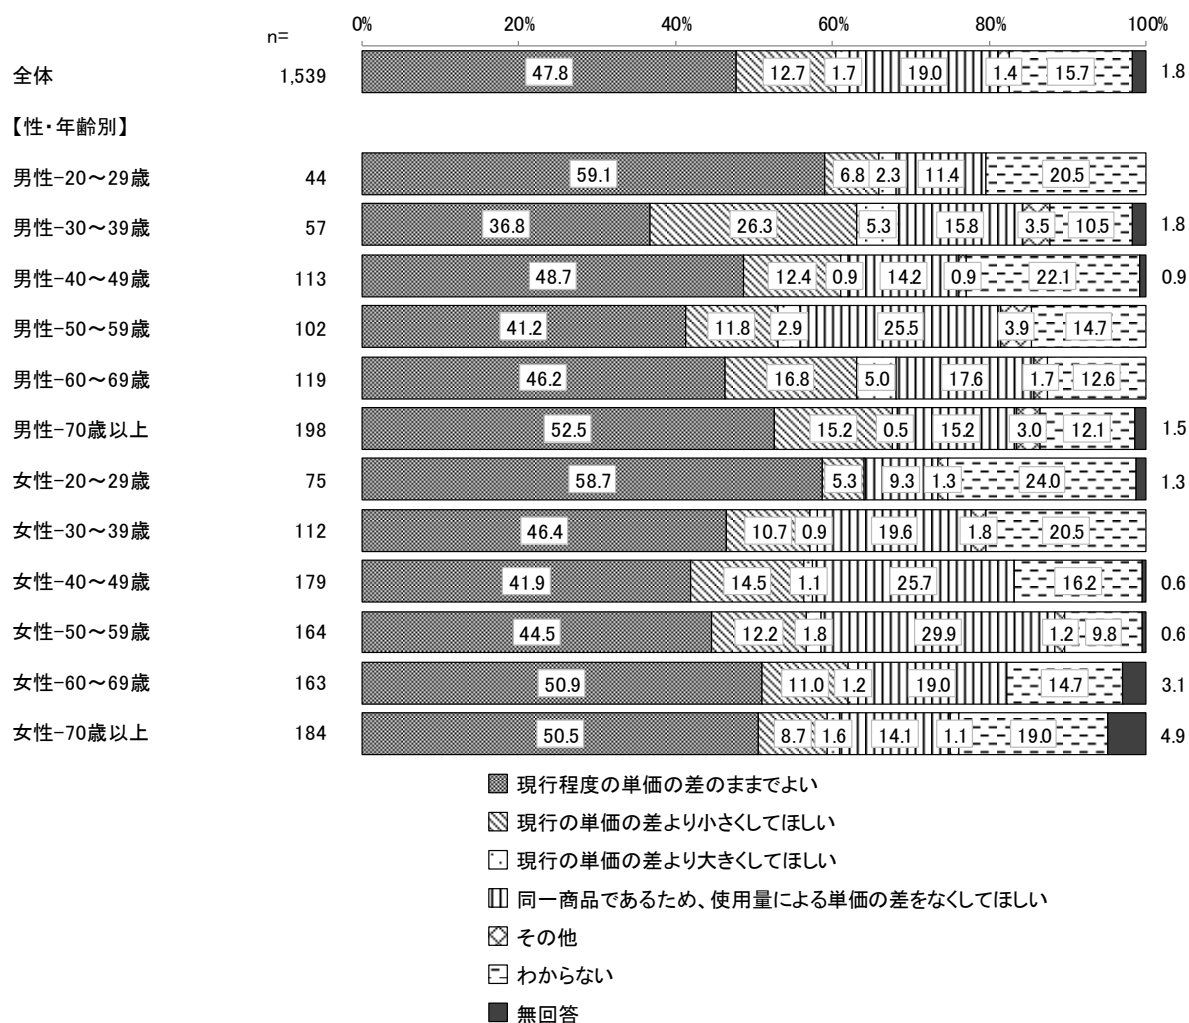 0% 20% 40% 60% 80% 100%
n=
全体 1,539 47.8 12.7 1.7 19.0 1.4 15.7 1.8
【性・年齢別】
男性-20～29歳 44 59.1 6.8 2.3 11.4 20.5
男性-30～39歳 57 36.8 26.3 5.3 15.8 3.5 10.5 1.8
男性-40～49歳 113 48.7 12.4 0.9 14.2 0.9 22.1 0.9
男性-50～59歳 102 41.2 11.8 2.9 25.5 3.9 14.7
男性-60～69歳 119 46.2 16.8 5.0 17.6 1.7 12.6
男性-70歳以上 198 52.5 15.2 0.5 15.2 3.0 12.1 1.5
女性-20～29歳 75 58.7 5.3 9.3 1.3 24.0 1.3
女性-30～39歳 112 46.4 10.7 0.9 19.6 1.8 20.5
女性-40～49歳 179 41.9 14.5 1.1 25.7 16.2 0.6
女性-50～59歳 164 44.5 12.2 1.8 29.9 1.2 9.8 0.6
女性-60～69歳 163 50.9 11.0 1.2 19.0 14.7 3.1
女性-70歳以上 184 50.5 8.7 1.6 14.1 1.1 19.0 4.9
現行程度の単価の差のままでよい
現行の単価の差より小さくしてほしい
現行の単価の差より大きくしてほしい
同一商品であるため、使用量による単価の差をなくしてほしい
その他
わからない
無回答